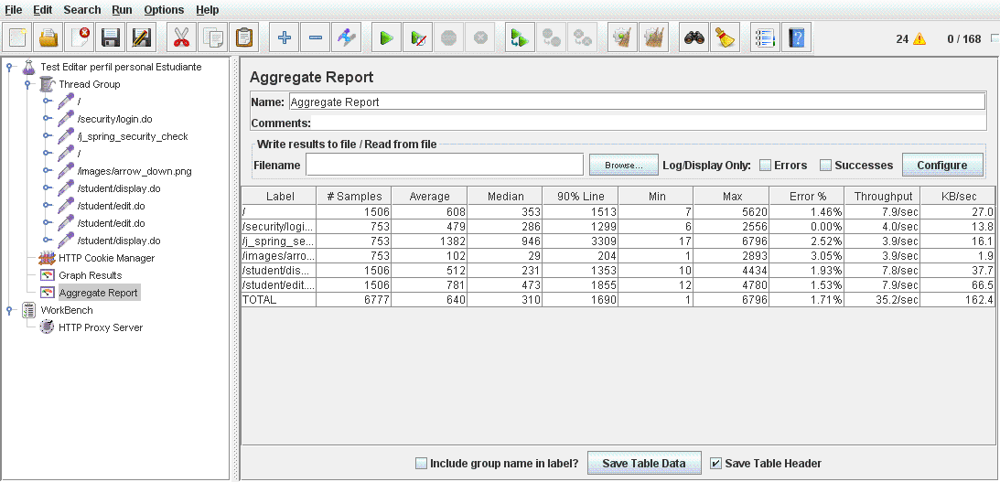 File Edit Search Run Options Help
24 0 / 168
Test Editar perfil personal Estudiante
Thread Group
/
/security/login.do
/j_spring_security_check
/
/images/arrow_down.png
/student/display.do
/student/edit.do
/student/edit.do
/student/display.do
HTTP Cookie Manager
Graph Results
Aggregate Report
WorkBench
HTTP Proxy Server
Aggregate Report
Name: Aggregate Report
Comments:
Write results to file / Read from file
Filename Browse... Log/Display Only: Errors Successes Configure
Label # Samples Average Median 90% Line Min Max Error % Throughput KB/sec
/ 1506 608 353 1513 7 5620 1.46% 7.9/sec 27.0
/security/logi... 753 479 286 1299 6 2556 0.00% 4.0/sec 13.8
/j_spring_se... 753 1382 946 3309 17 6796 2.52% 3.9/sec 16.1
/images/arro... 753 102 29 204 1 2893 3.05% 3.9/sec 1.9
/student/dis... 1506 512 231 1353 10 4434 1.93% 7.8/sec 37.7
/student/edit.... 1506 781 473 1855 12 4780 1.53% 7.9/sec 66.5
TOTAL 6777 640 310 1690 1 6796 1.71% 35.2/sec 162.4
Include group name in label? Save Table Data Save Table Header